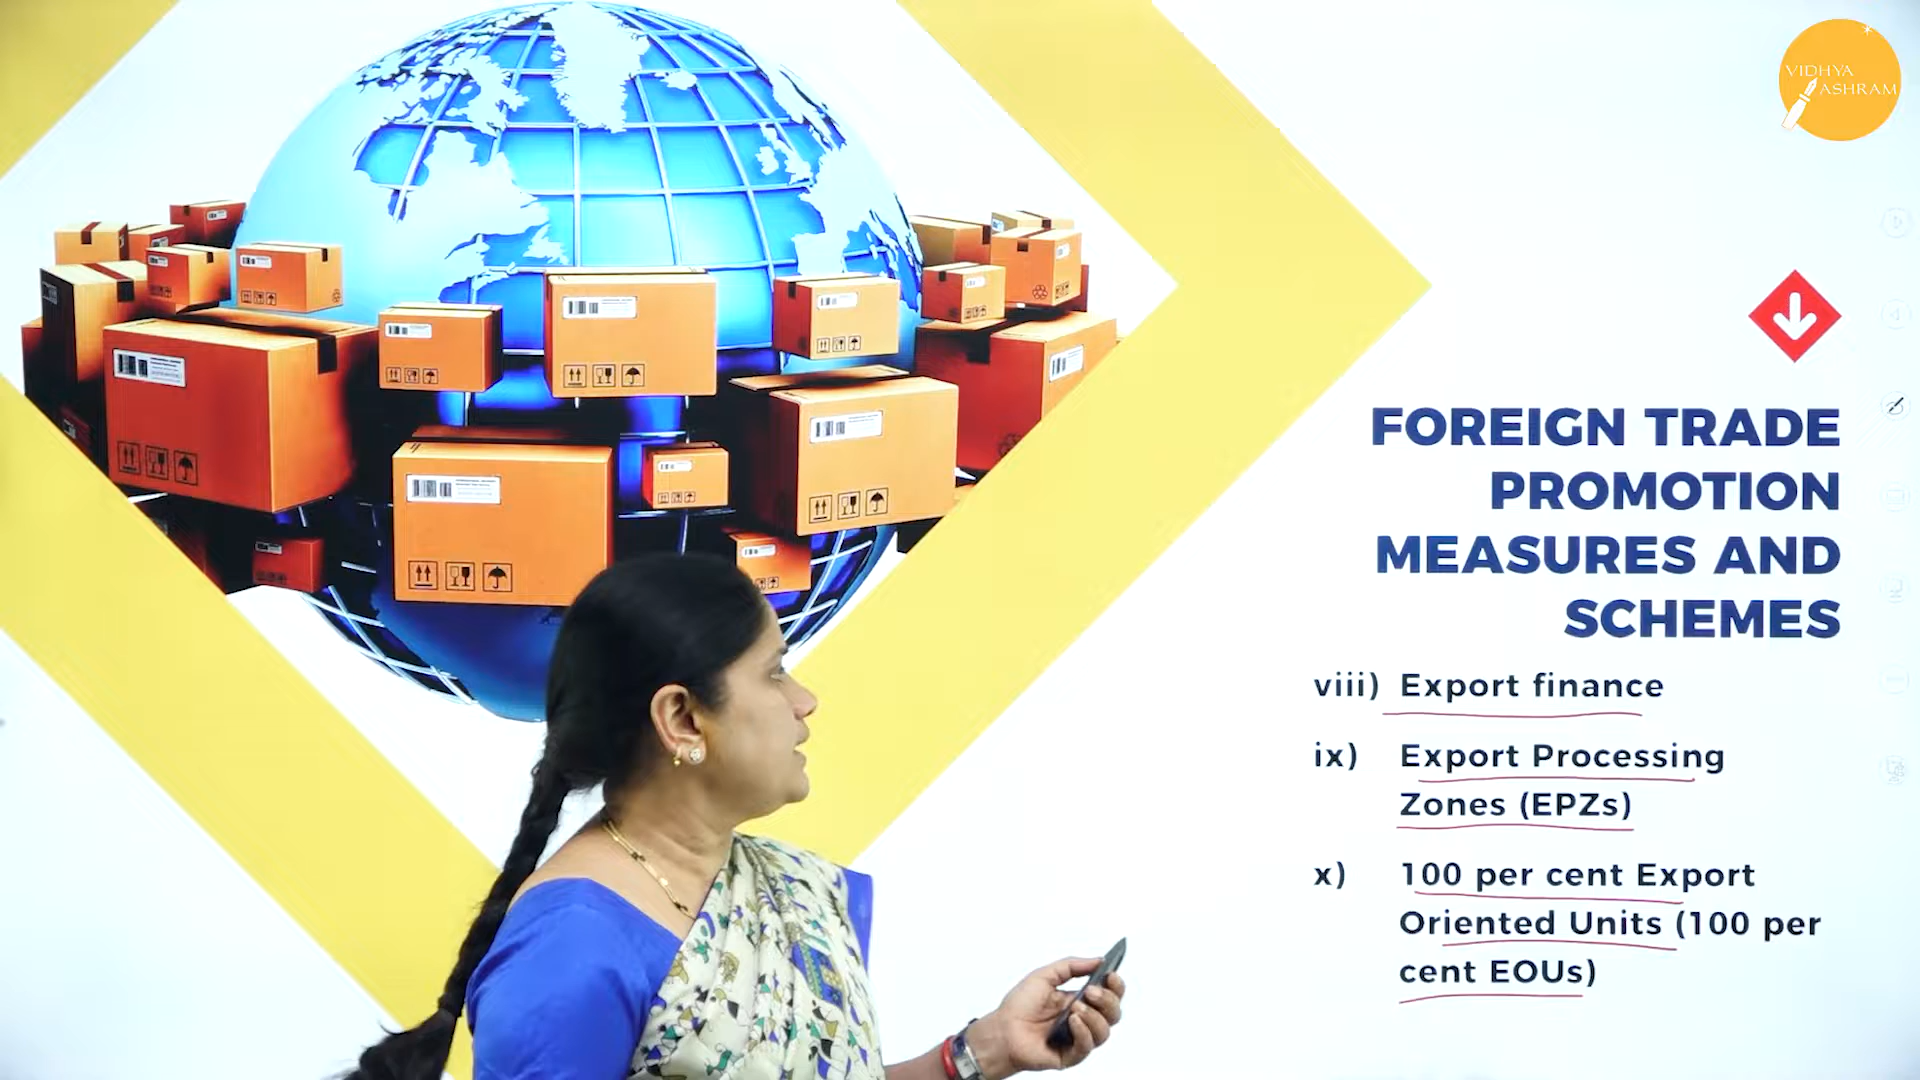 VIDHYA
ASHRAM
FOREIGN TRADE
PROMOTION
MEASURES AND
SCHEMES
viii) Export finance
ix) Export Processing
Zones (EPZs)
x) 100 per cent Export
Oriented Units (100 per
cent EOUs)